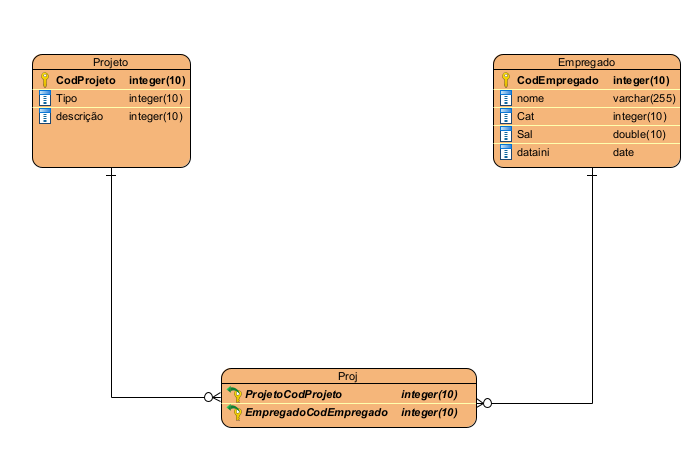 Projeto
CodProjeto integer(10)
Tipo integer(10)
descrição integer(10)
Empregado
CodEmpregado integer(10)
nome varchar(255)
Cat integer(10)
Sal double(10)
dataini date
Proj
ProjetoCodProjeto integer(10)
EmpregadoCodEmpregado integer(10)